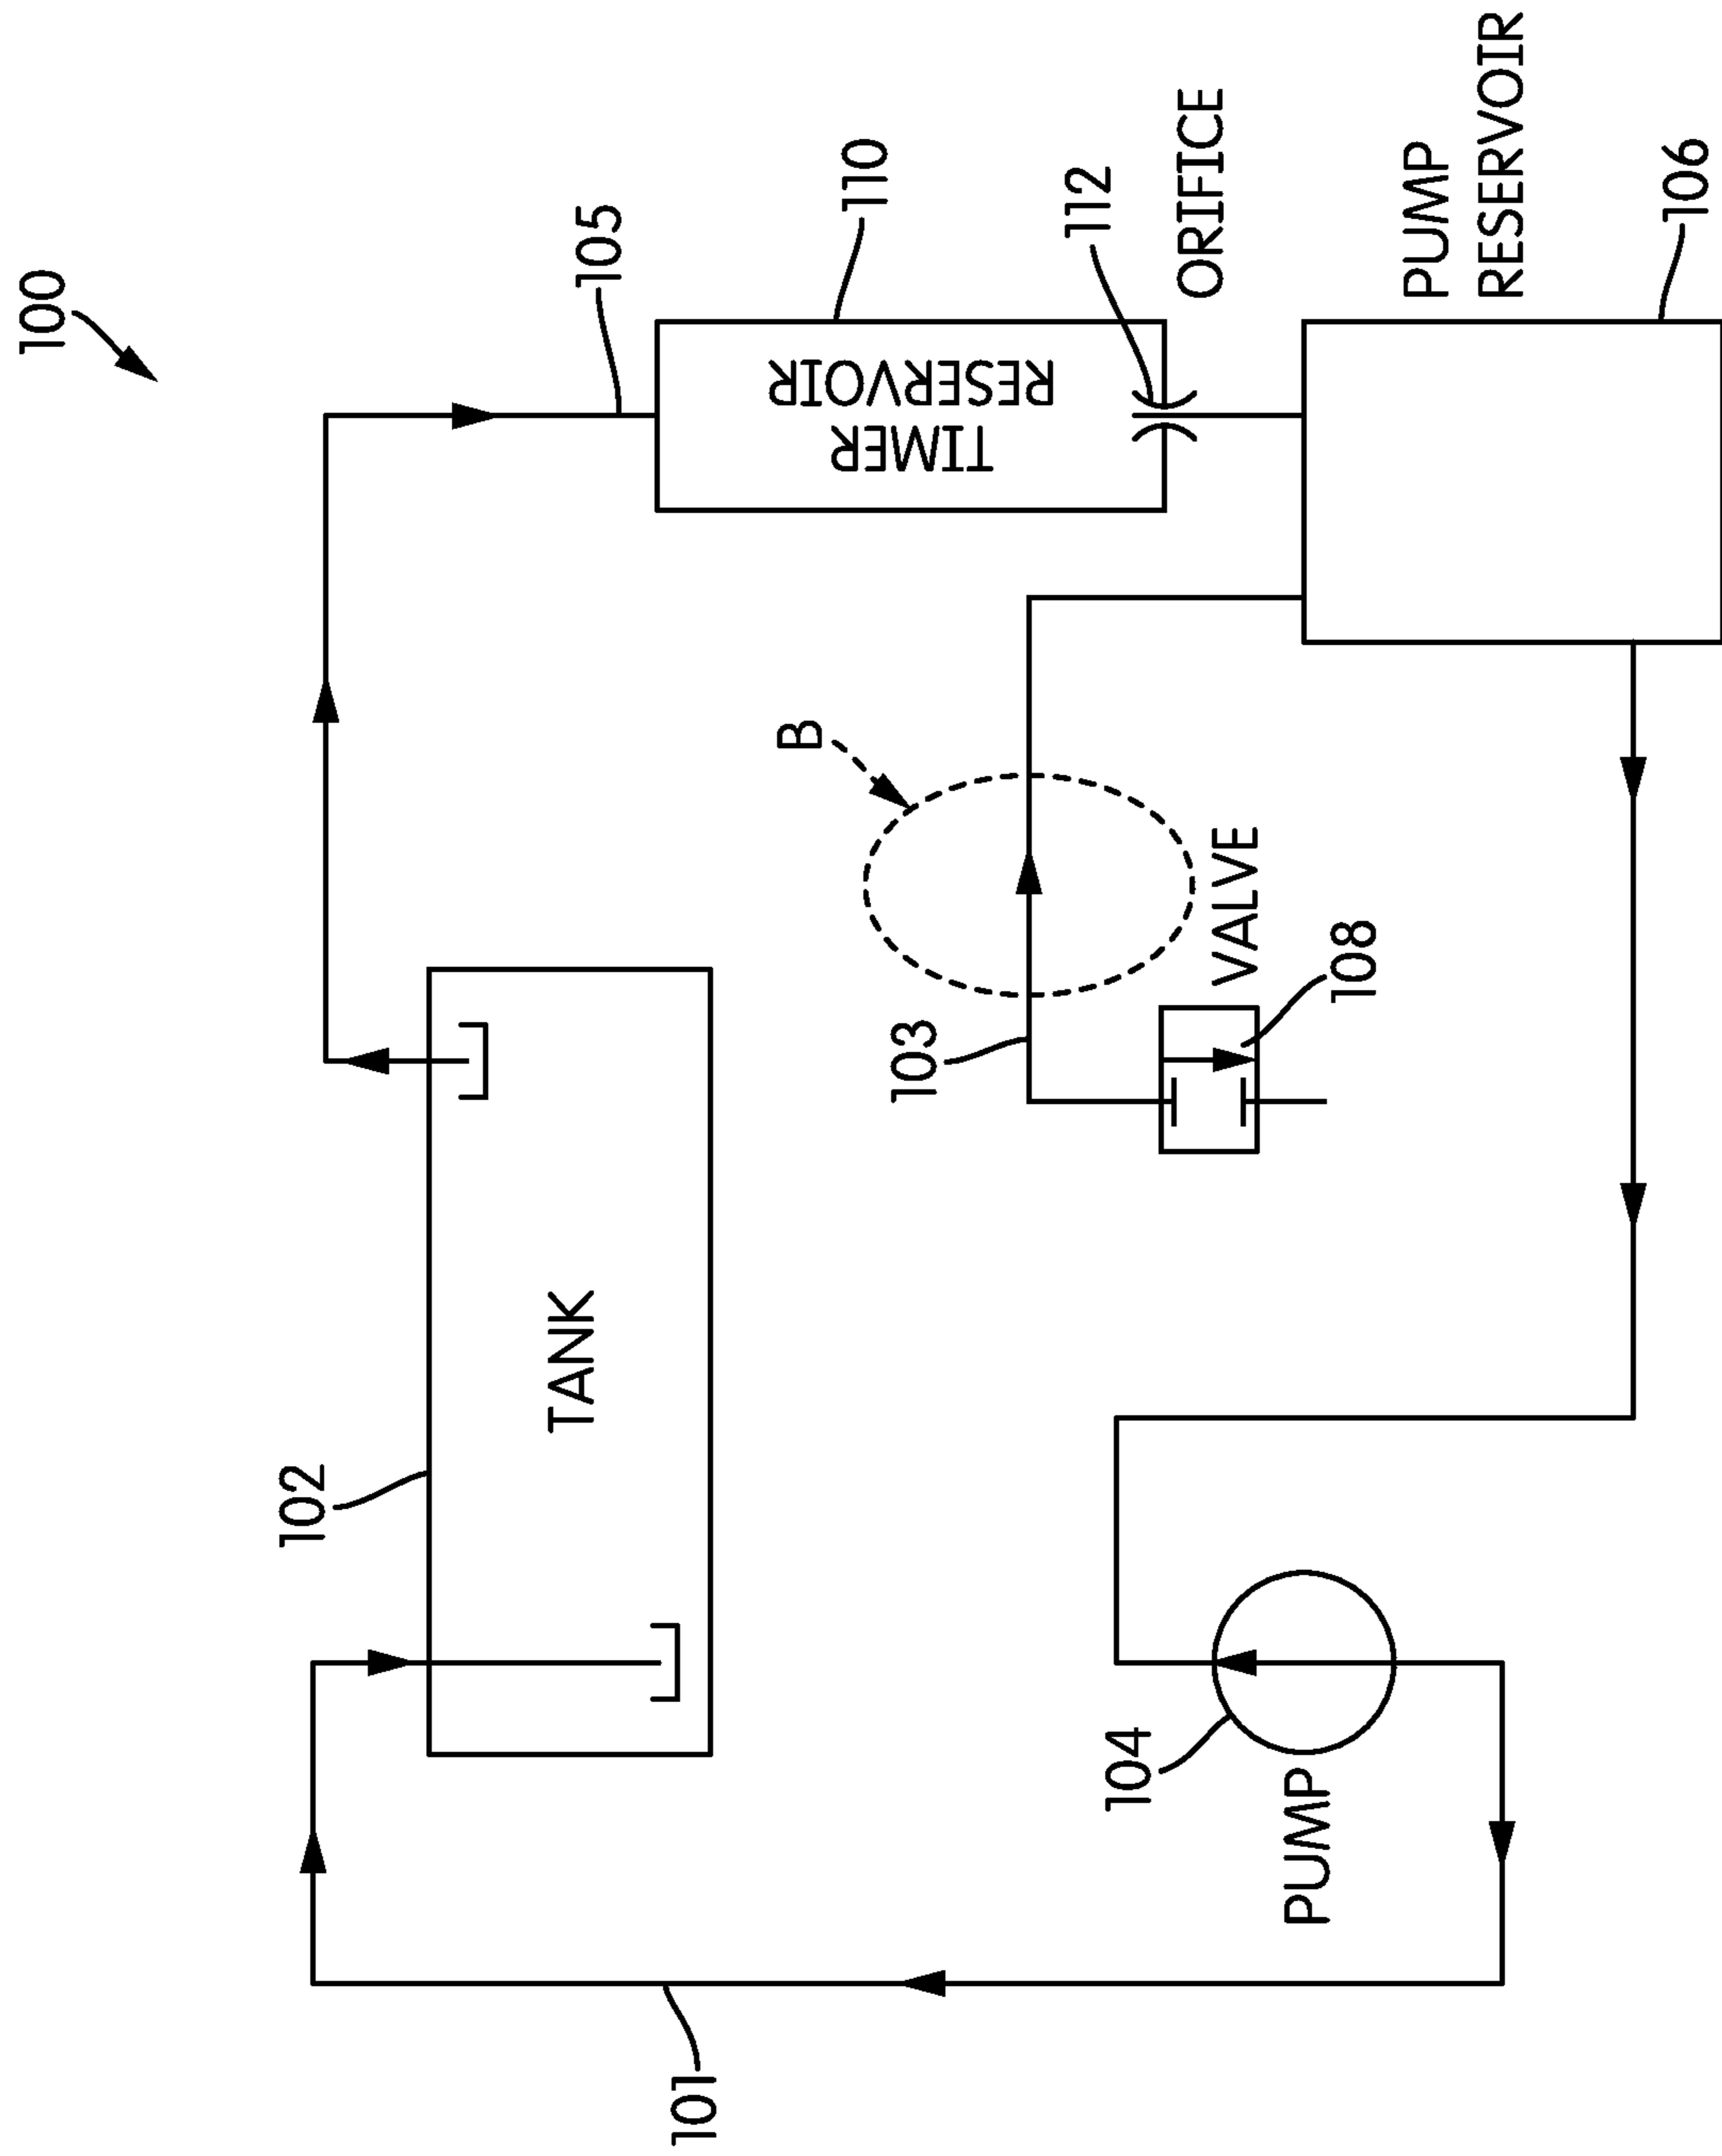 100
102
TANK
105
101
B
TIMER
RESERVOIR
110
103
112
104
ORIFICE
VALVE
PUMP
108
PUMP
RESERVOIR
106